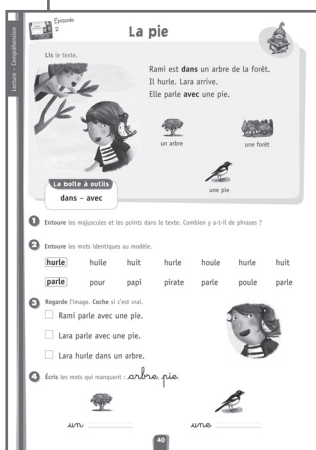 Lecture – Compréhension
Épisode
2
La pie
Lis le texte.
Rami est dans un arbre de la forêt.
Il hurle. Lara arrive.
Elle parle avec une pie.
un arbre
une forêt
une pie
La boîte à outils
dans – avec
1 Entoure les majuscules et les points dans le texte. Combien y a-t-il de phrases ?
2 Entoure les mots identiques au modèle.
hurle huile huit hurle houle hurle huit
parle pour papi pirate parle poule parle
3 Regarde l'image. Coche si c'est vrai.
Rami parle avec une pie.
Lara parle avec une pie.
Lara hurle dans un arbre.
4 Écris les mots qui manquent : arbre, pie.
un
une
40